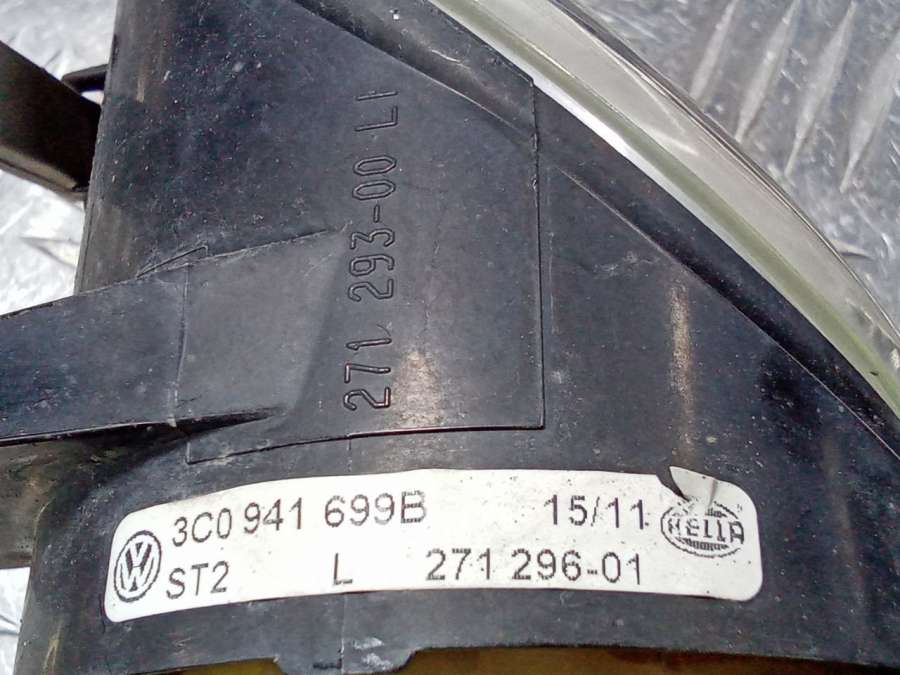 271 293-00 LI
3C0 941 699B 15/11 HELLA
ST2 L 271 296-01